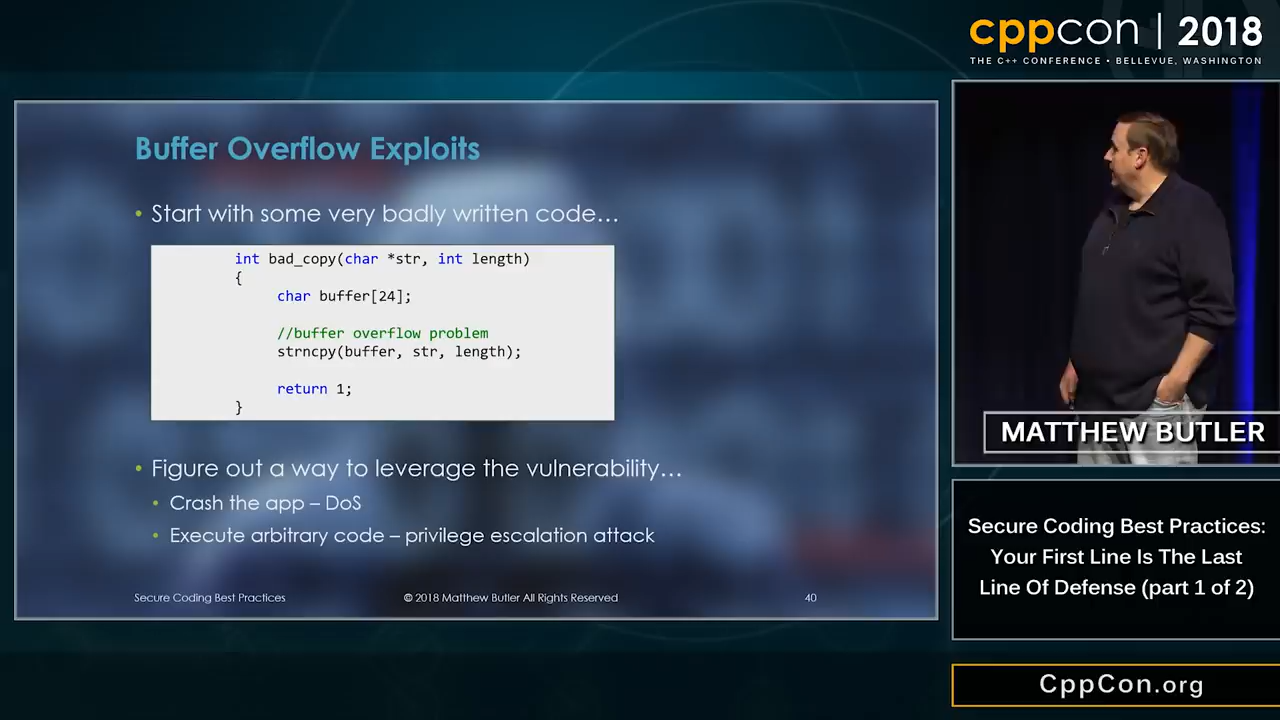 cppcon | 2018
THE C++ CONFERENCE • BELLEVUE, WASHINGTON
Buffer Overflow Exploits
• Start with some very badly written code…
int bad_copy(char *str, int length)
{
char buffer[24];
//buffer overflow problem
strncpy(buffer, str, length);
return 1;
}
• Figure out a way to leverage the vulnerability…
• Crash the app – DoS
• Execute arbitrary code – privilege escalation attack
Secure Coding Best Practices
© 2018 Matthew Butler All Rights Reserved
40
MATTHEW BUTLER
Secure Coding Best Practices:
Your First Line Is The Last
Line Of Defense (part 1 of 2)
CppCon.org